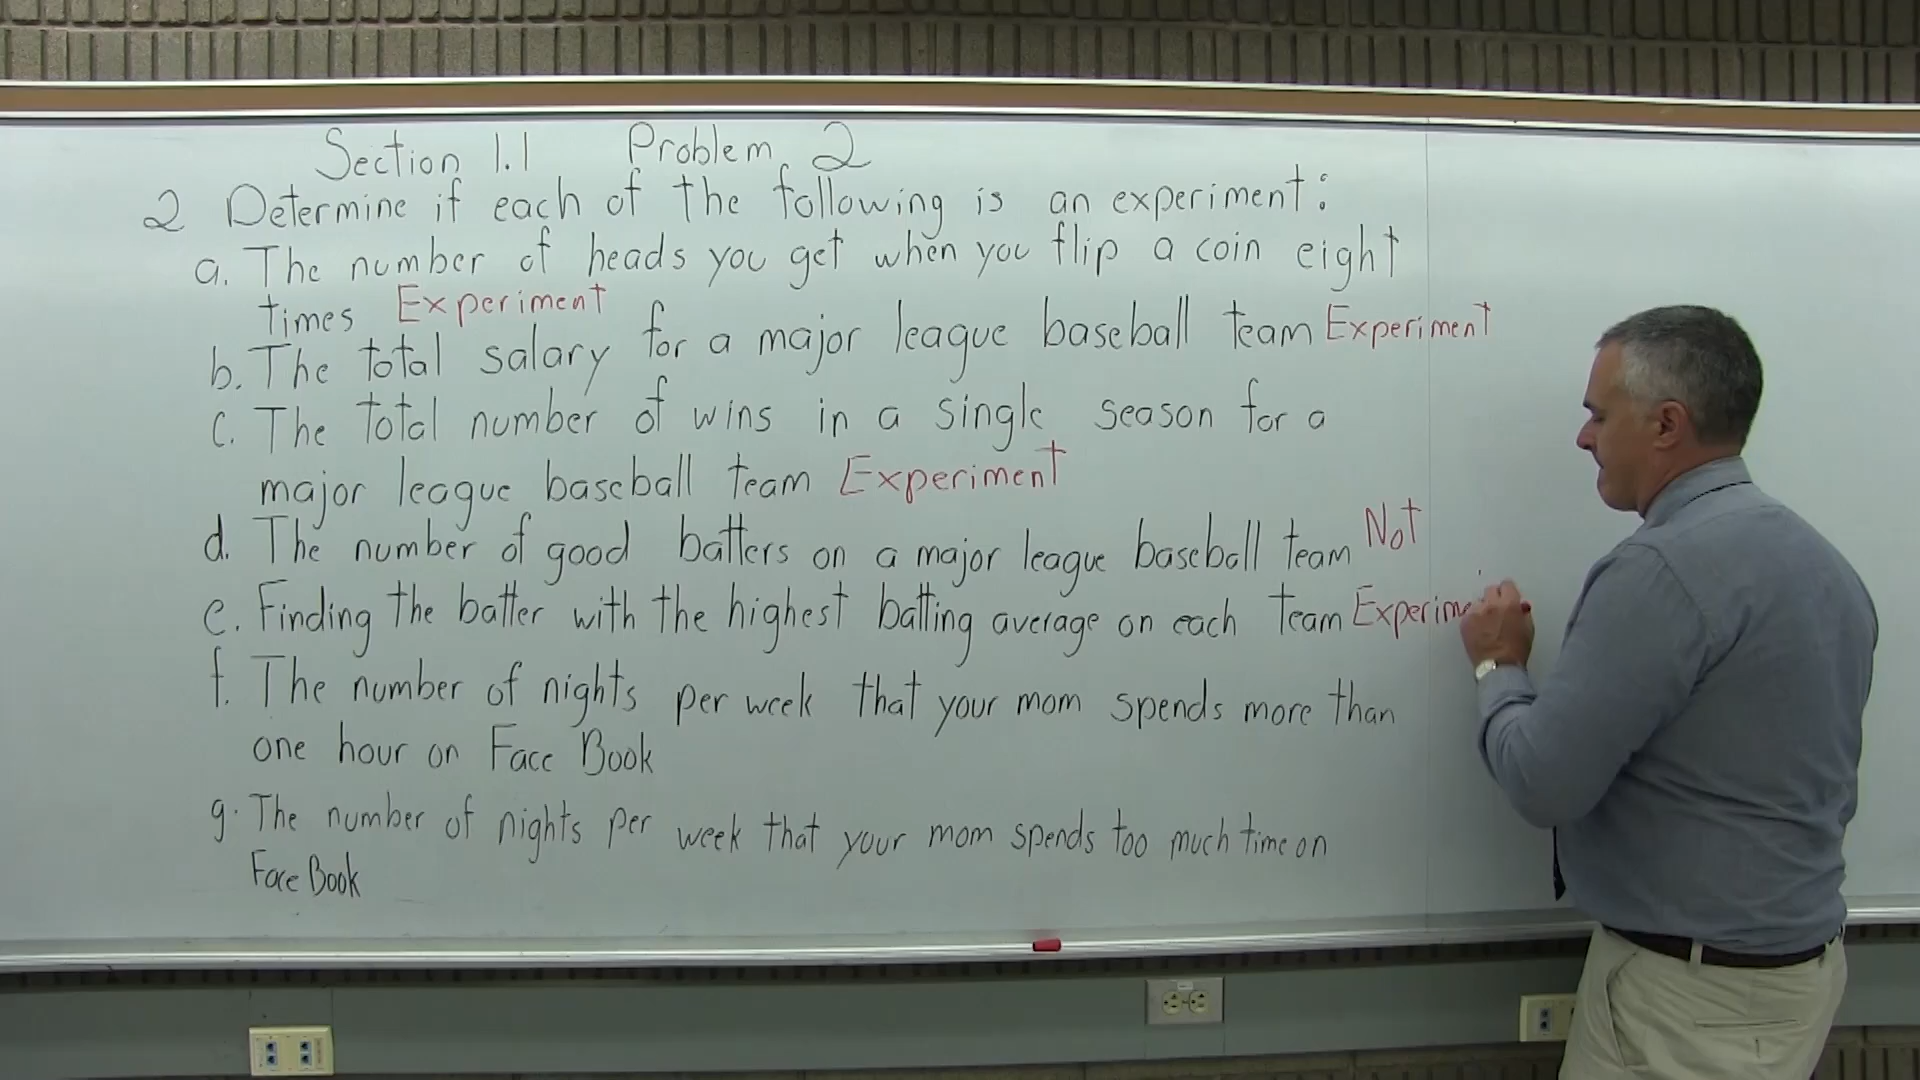 Section 1.1 Problem 2
2 Determine if each of the following is an experiment:
a. The number of heads you get when you flip a coin eight
times Experiment
b. The total salary for a major league baseball team Experiment
c. The total number of wins in a single season for a
major league baseball team Experiment
d. The number of good batters on a major league baseball team Not
e. Finding the batter with the highest batting average on each team Experime
f. The number of nights per week that your mom spends more than
one hour on Face Book
g. The number of nights per week that your mom spends too much time on
Face Book